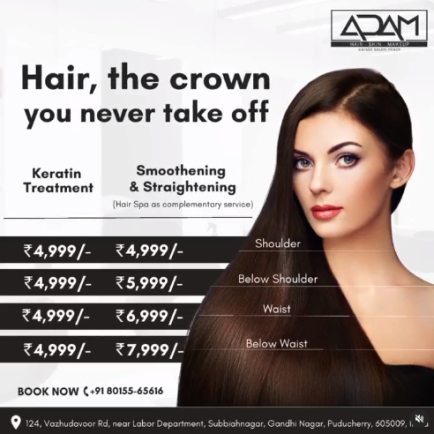 ADAM
HAIR SKIN MAKEUP
Hair, the crown
you never take off
Keratin
Treatment
Smoothening
& Straightening
(Hair Spa as complementary service)
₹4,999/- ₹4,999/- Shoulder
₹4,999/- ₹5,999/- Below Shoulder
₹4,999/- ₹6,999/- Waist
₹4,999/- ₹7,999/- Below Waist
BOOK NOW +91 80155-65616
124, Vazhudavoor Rd, near Labor Department, Subbiahnagar, Gandhi Nagar, Puducherry, 605009,